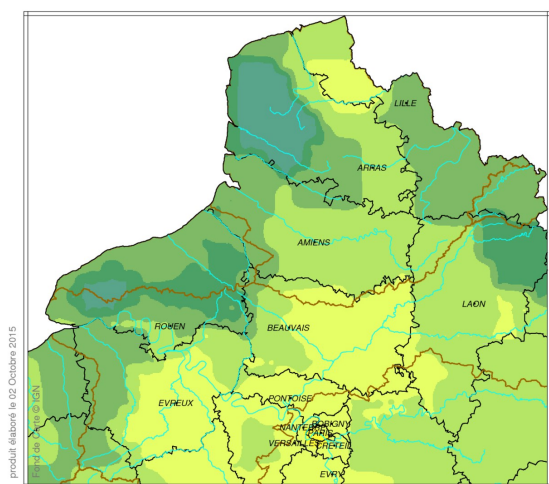 LILLE
ARRAS
AMIENS
LAON
ROUEN
BEAUVAIS
EVREUX
PONTOISE
BOBIGNY
NANTERRE
PARIS
VERSAILLES
CRETEIL
EVRY
produit élaboré le 02 Octobre 2015
Fond de Carte © IGN